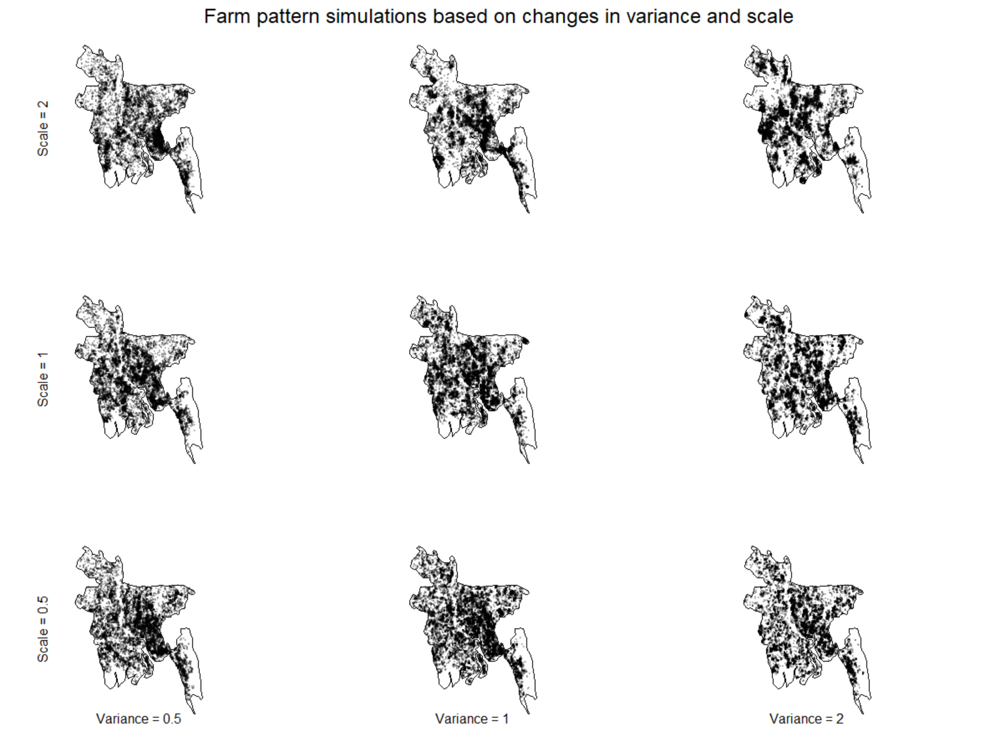 Farm pattern simulations based on changes in variance and scale
Scale = 2
Scale = 1
Scale = 0.5
Variance = 0.5
Variance = 1
Variance = 2